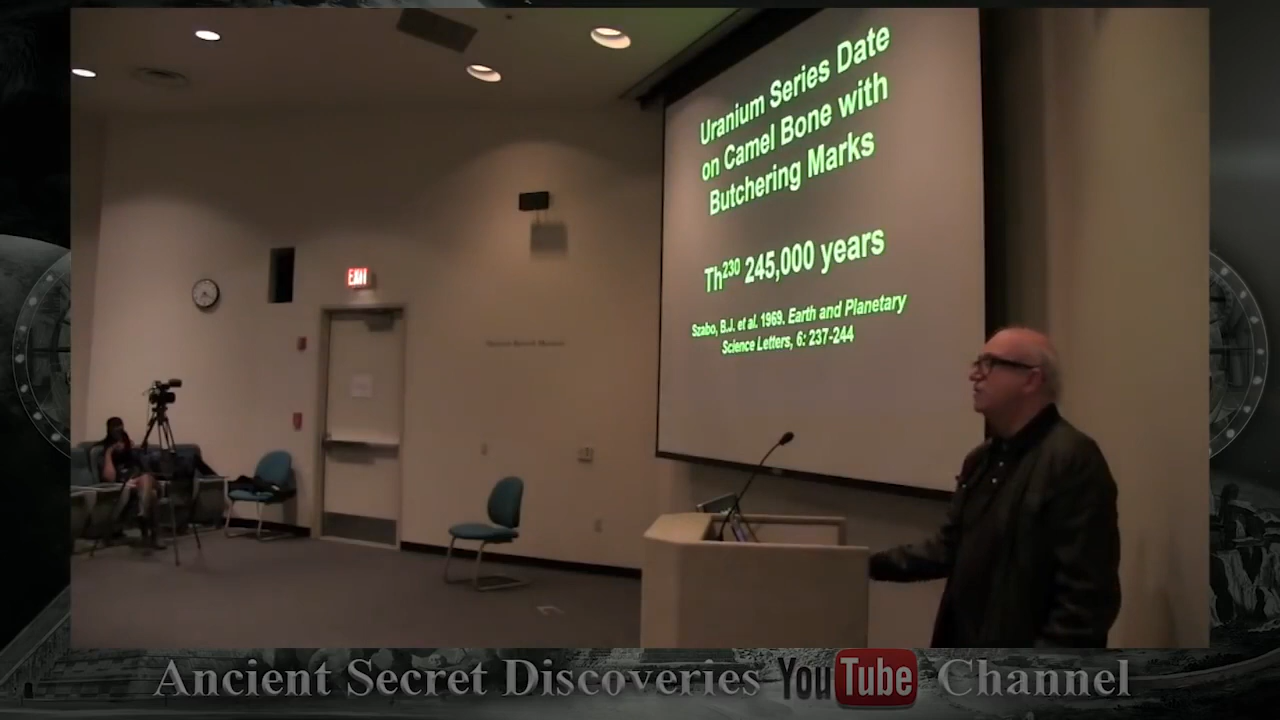 Uranium Series Date
on Camel Bone with
Butchering Marks
Th230 245,000 years
Szabo, B.J. et al. 1969. Earth and Planetary
Science Letters, 6: 237-244
EXIT
Ancient Secret Discoveries YouTube Channel